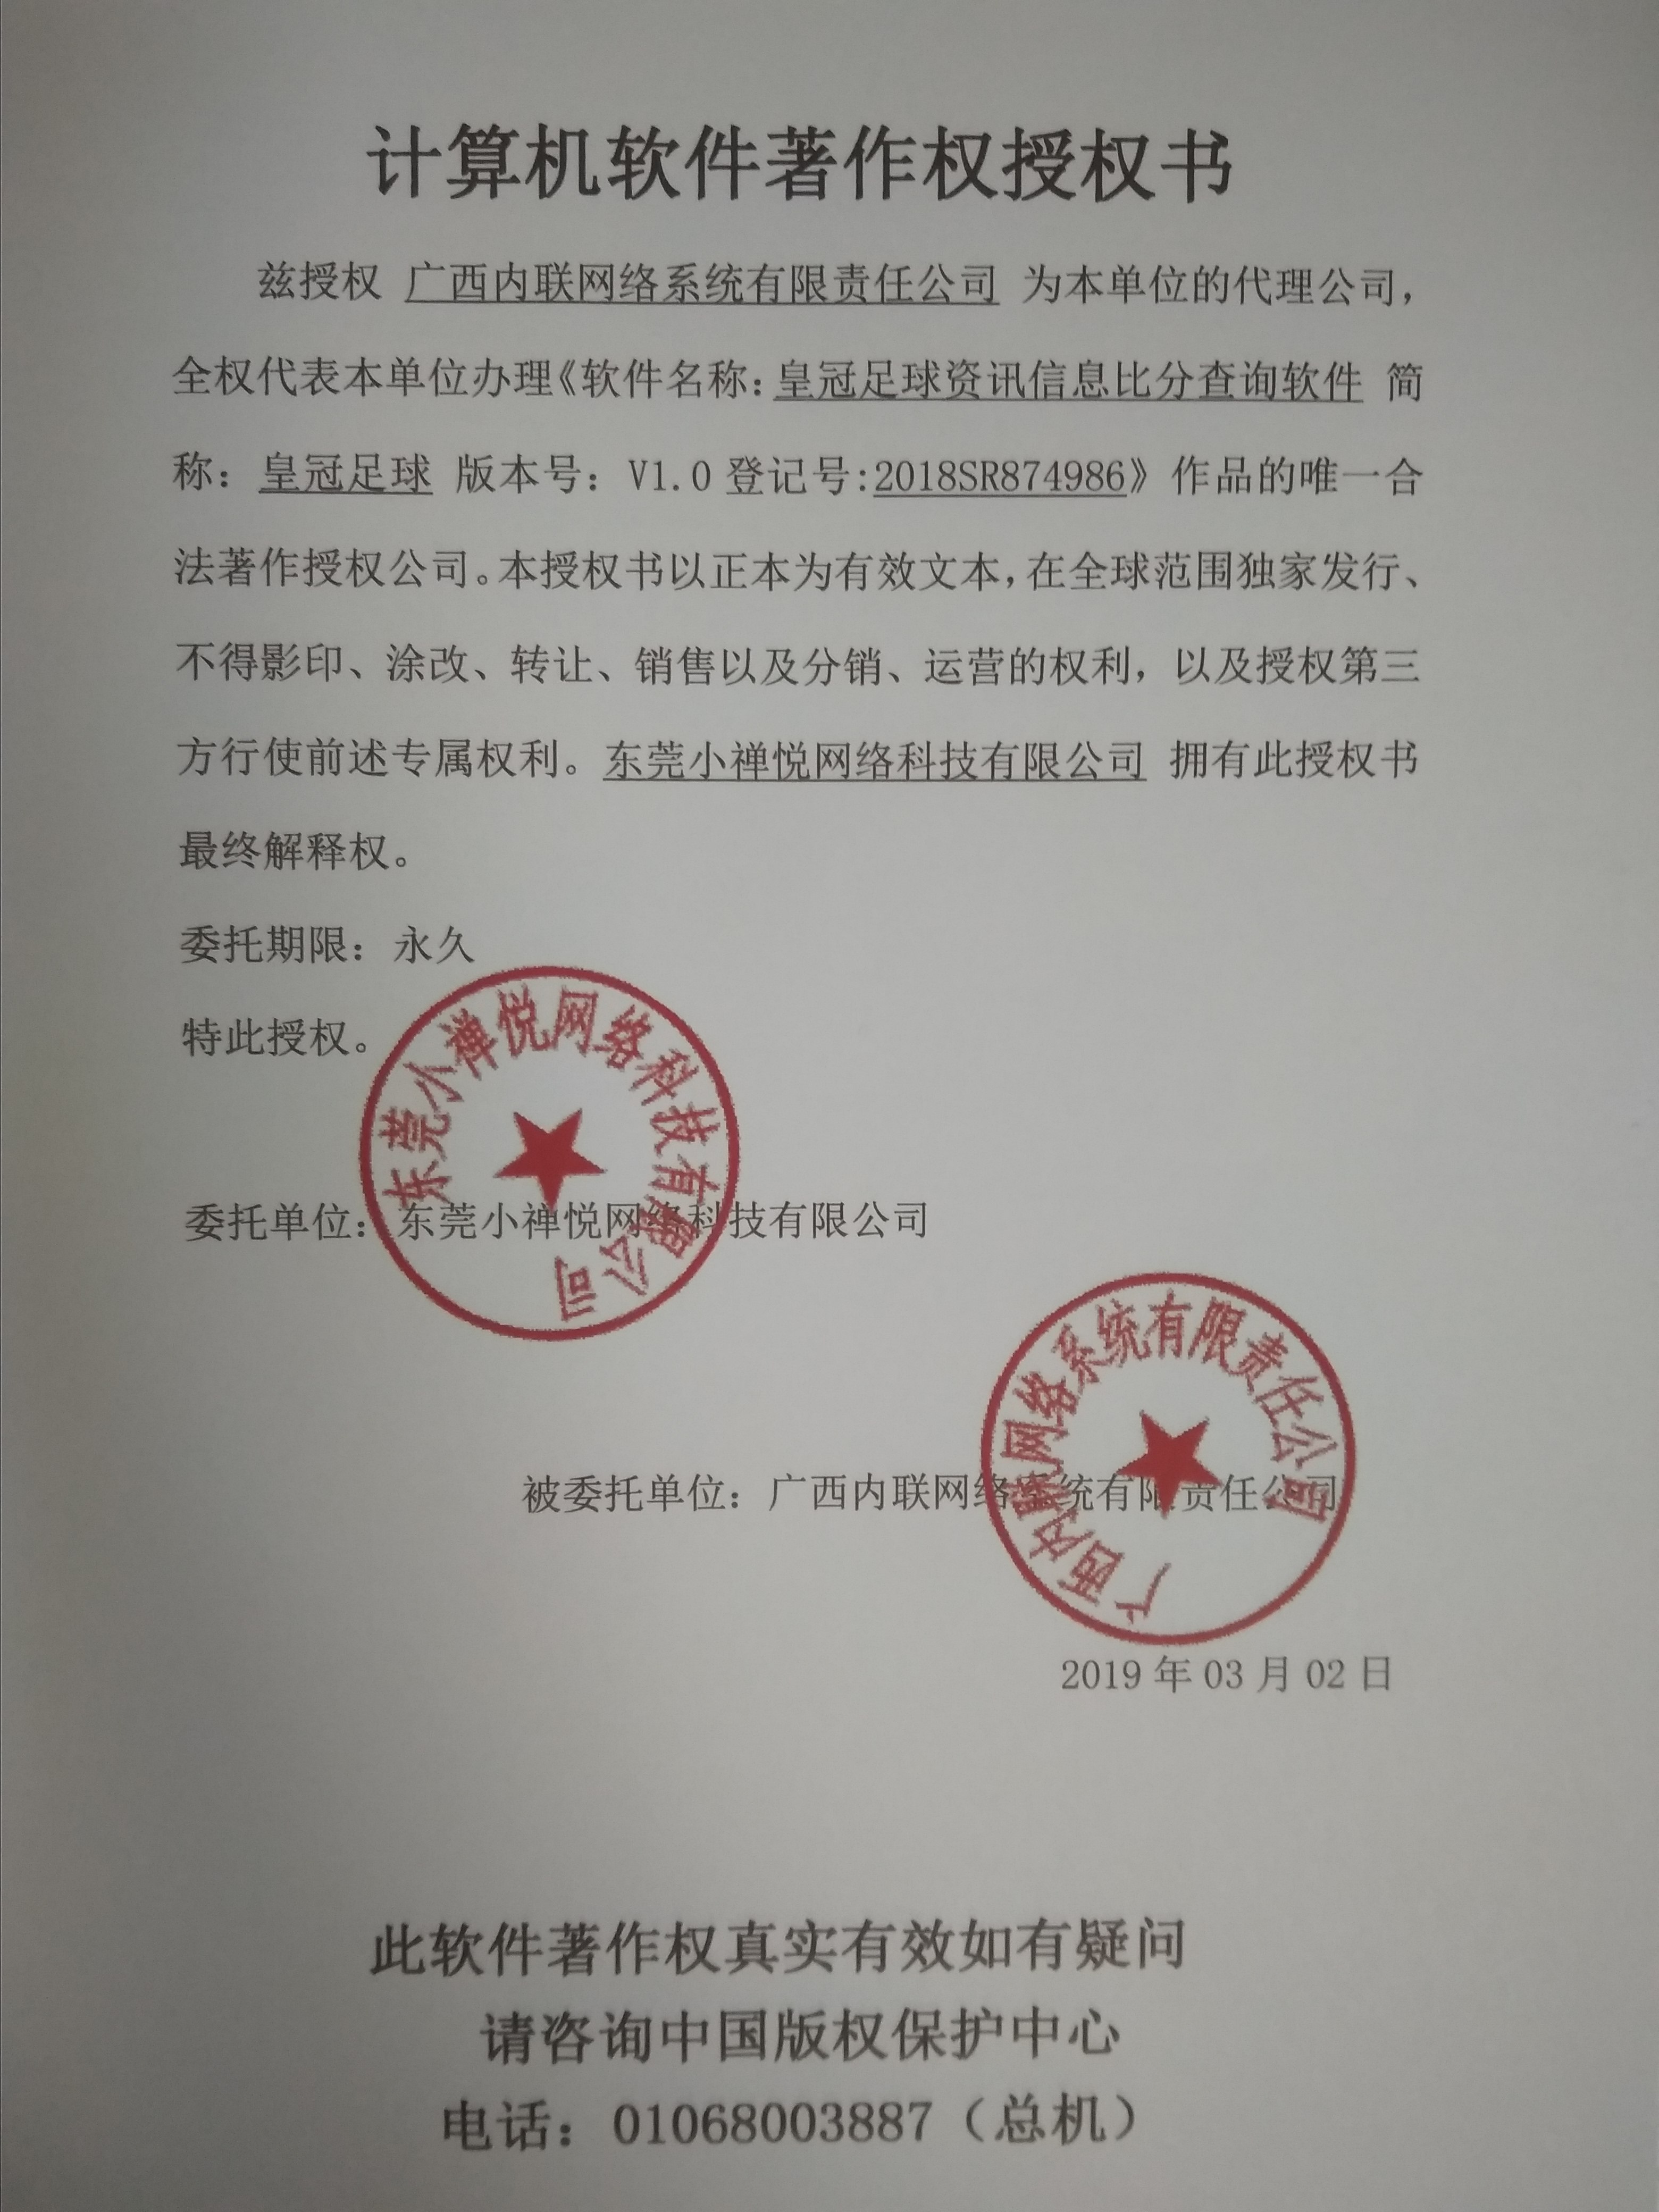 计算机软件著作权授权书
兹授权 广西内联网络系统有限责任公司 为本单位的代理公司，
全权代表本单位办理《软件名称：皇冠足球资讯信息比分查询软件 简
称：皇冠足球 版本号：V1.0 登记号:2018SR874986》作品的唯一合
法著作授权公司。本授权书以正本为有效文本，在全球范围独家发行、
不得影印、涂改、转让、销售以及分销、运营的权利，以及授权第三
方行使前述专属权利。东莞小禅悦网络科技有限公司 拥有此授权书
最终解释权。
委托期限：永久
特此授权。
东莞小禅悦网络科技有限公司
委托单位：东莞小禅悦网络科技有限公司
广西内联网络系统有限责任公司
被委托单位：广西内联网络系统有限责任公司
2019 年 03 月 02 日
此软件著作权真实有效如有疑问
请咨询中国版权保护中心
电话：01068003887（总机）